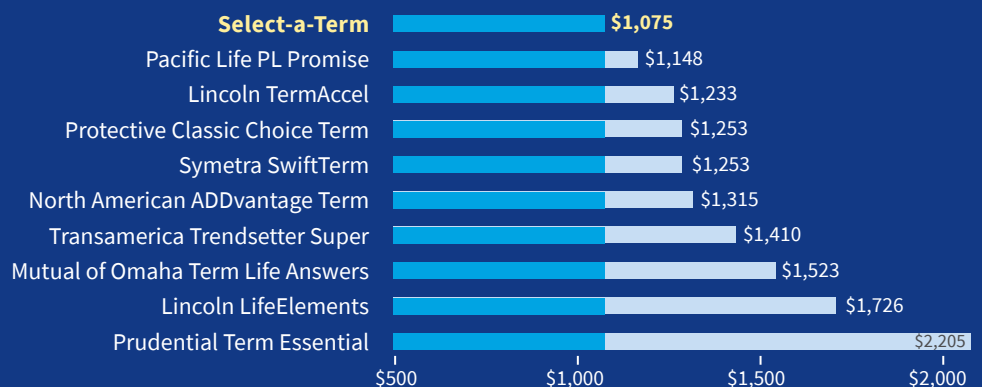 Select-a-Term $1,075
Pacific Life PL Promise $1,148
Lincoln TermAccel $1,233
Protective Classic Choice Term $1,253
Symetra SwiftTerm $1,253
North American ADDvantage Term $1,315
Transamerica Trendsetter Super $1,410
Mutual of Omaha Term Life Answers $1,523
Lincoln LifeElements $1,726
Prudential Term Essential $2,205
$500 $1,000 $1,500 $2,000